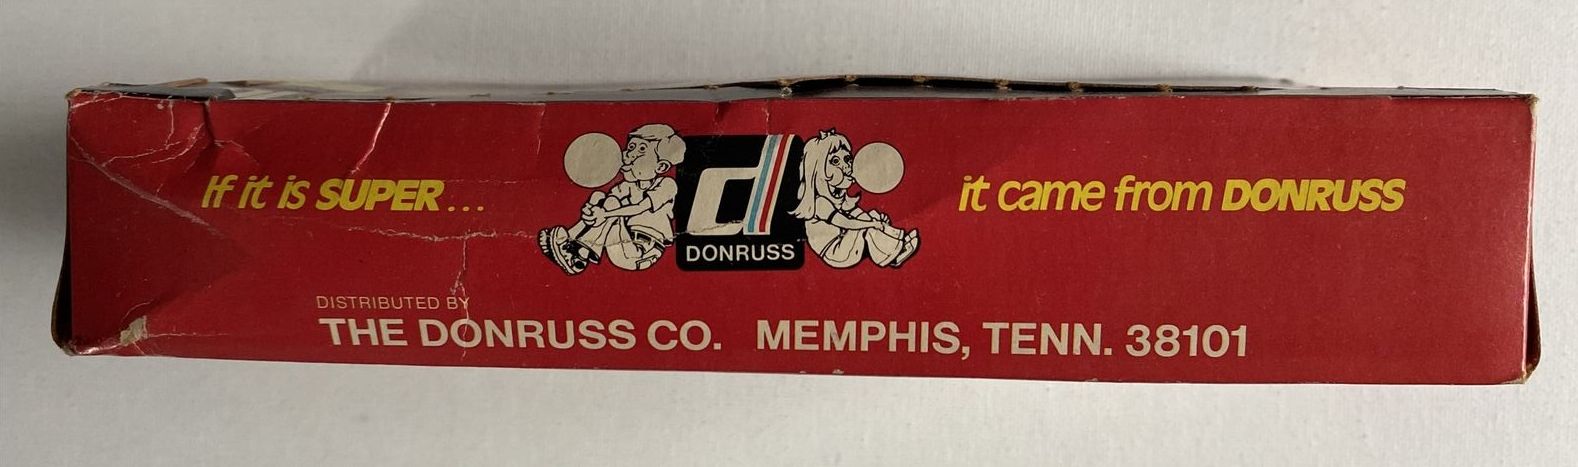 If it is SUPER...
DONRUSS
it came from DONRUSS
DISTRIBUTED BY
THE DONRUSS CO. MEMPHIS, TENN. 38101